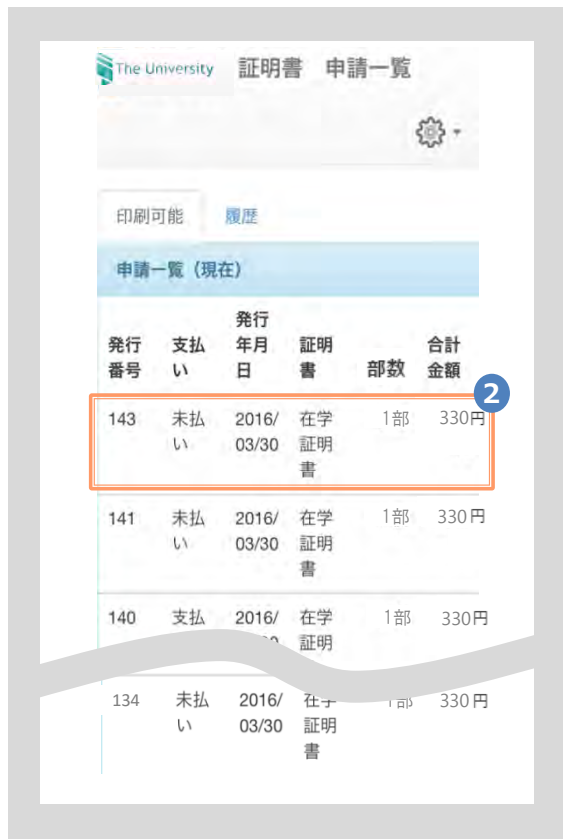 The University 証明書 申請一覧
印刷可能 履歴
申請一覧（現在）
発行
発行 支払 年月 証明 合計
番号 い 日 書 部数 金額
2
143 未払 2016/ 在学 1部 330円
い 03/30 証明
書
141 未払 2016/ 在学 1部 330円
い 03/30 証明
書
140 支払 2016/ 在学 1部 330円
証明
134 未払 2016/ 在学 1部 330円
い 03/30 証明
書